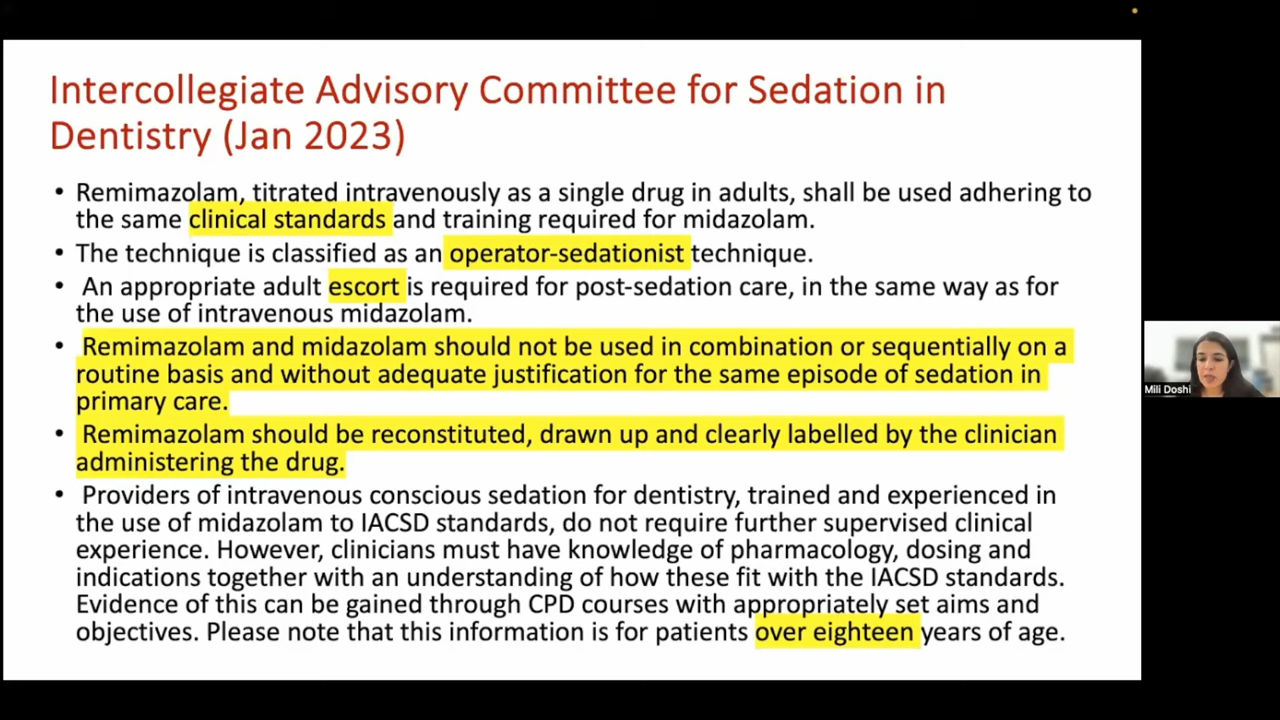 Intercollegiate Advisory Committee for Sedation in
Dentistry (Jan 2023)
• Remimazolam, titrated intravenously as a single drug in adults, shall be used adhering to
the same clinical standards and training required for midazolam.
• The technique is classified as an operator-sedationist technique.
• An appropriate adult escort is required for post-sedation care, in the same way as for
the use of intravenous midazolam.
• Remimazolam and midazolam should not be used in combination or sequentially on a
routine basis and without adequate justification for the same episode of sedation in
primary care.
• Remimazolam should be reconstituted, drawn up and clearly labelled by the clinician
administering the drug.
• Providers of intravenous conscious sedation for dentistry, trained and experienced in
the use of midazolam to IACSD standards, do not require further supervised clinical
experience. However, clinicians must have knowledge of pharmacology, dosing and
indications together with an understanding of how these fit with the IACSD standards.
Evidence of this can be gained through CPD courses with appropriately set aims and
objectives. Please note that this information is for patients over eighteen years of age.
Mili Doshi